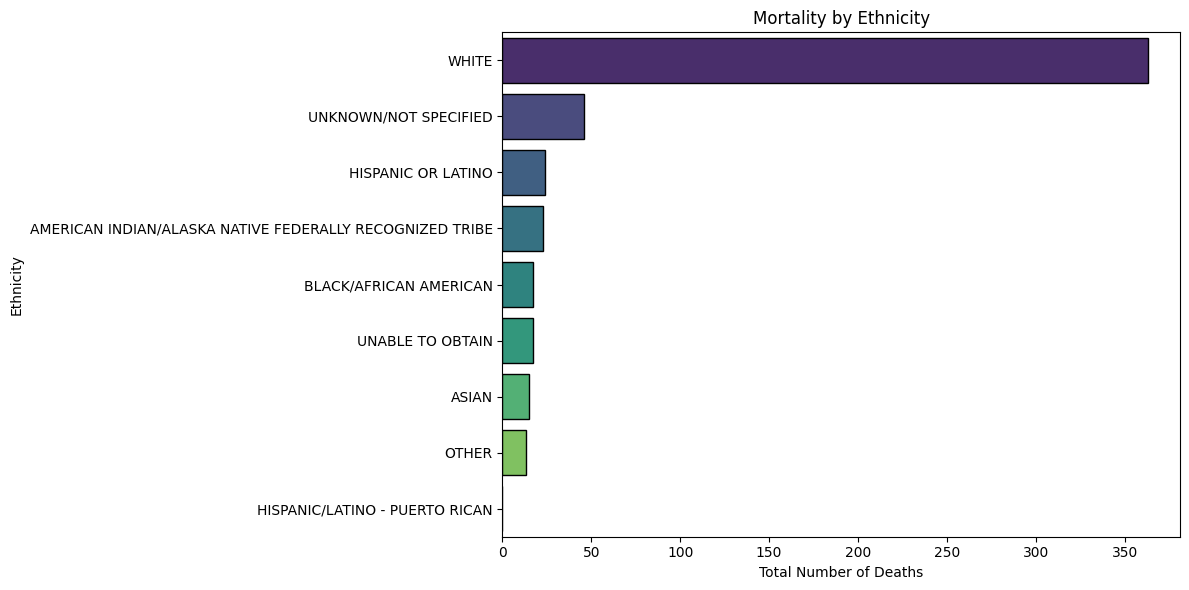 Mortality by Ethnicity
Ethnicity
WHITE
UNKNOWN/NOT SPECIFIED
HISPANIC OR LATINO
AMERICAN INDIAN/ALASKA NATIVE FEDERALLY RECOGNIZED TRIBE
BLACK/AFRICAN AMERICAN
UNABLE TO OBTAIN
ASIAN
OTHER
HISPANIC/LATINO - PUERTO RICAN
0 50 100 150 200 250 300 350
Total Number of Deaths